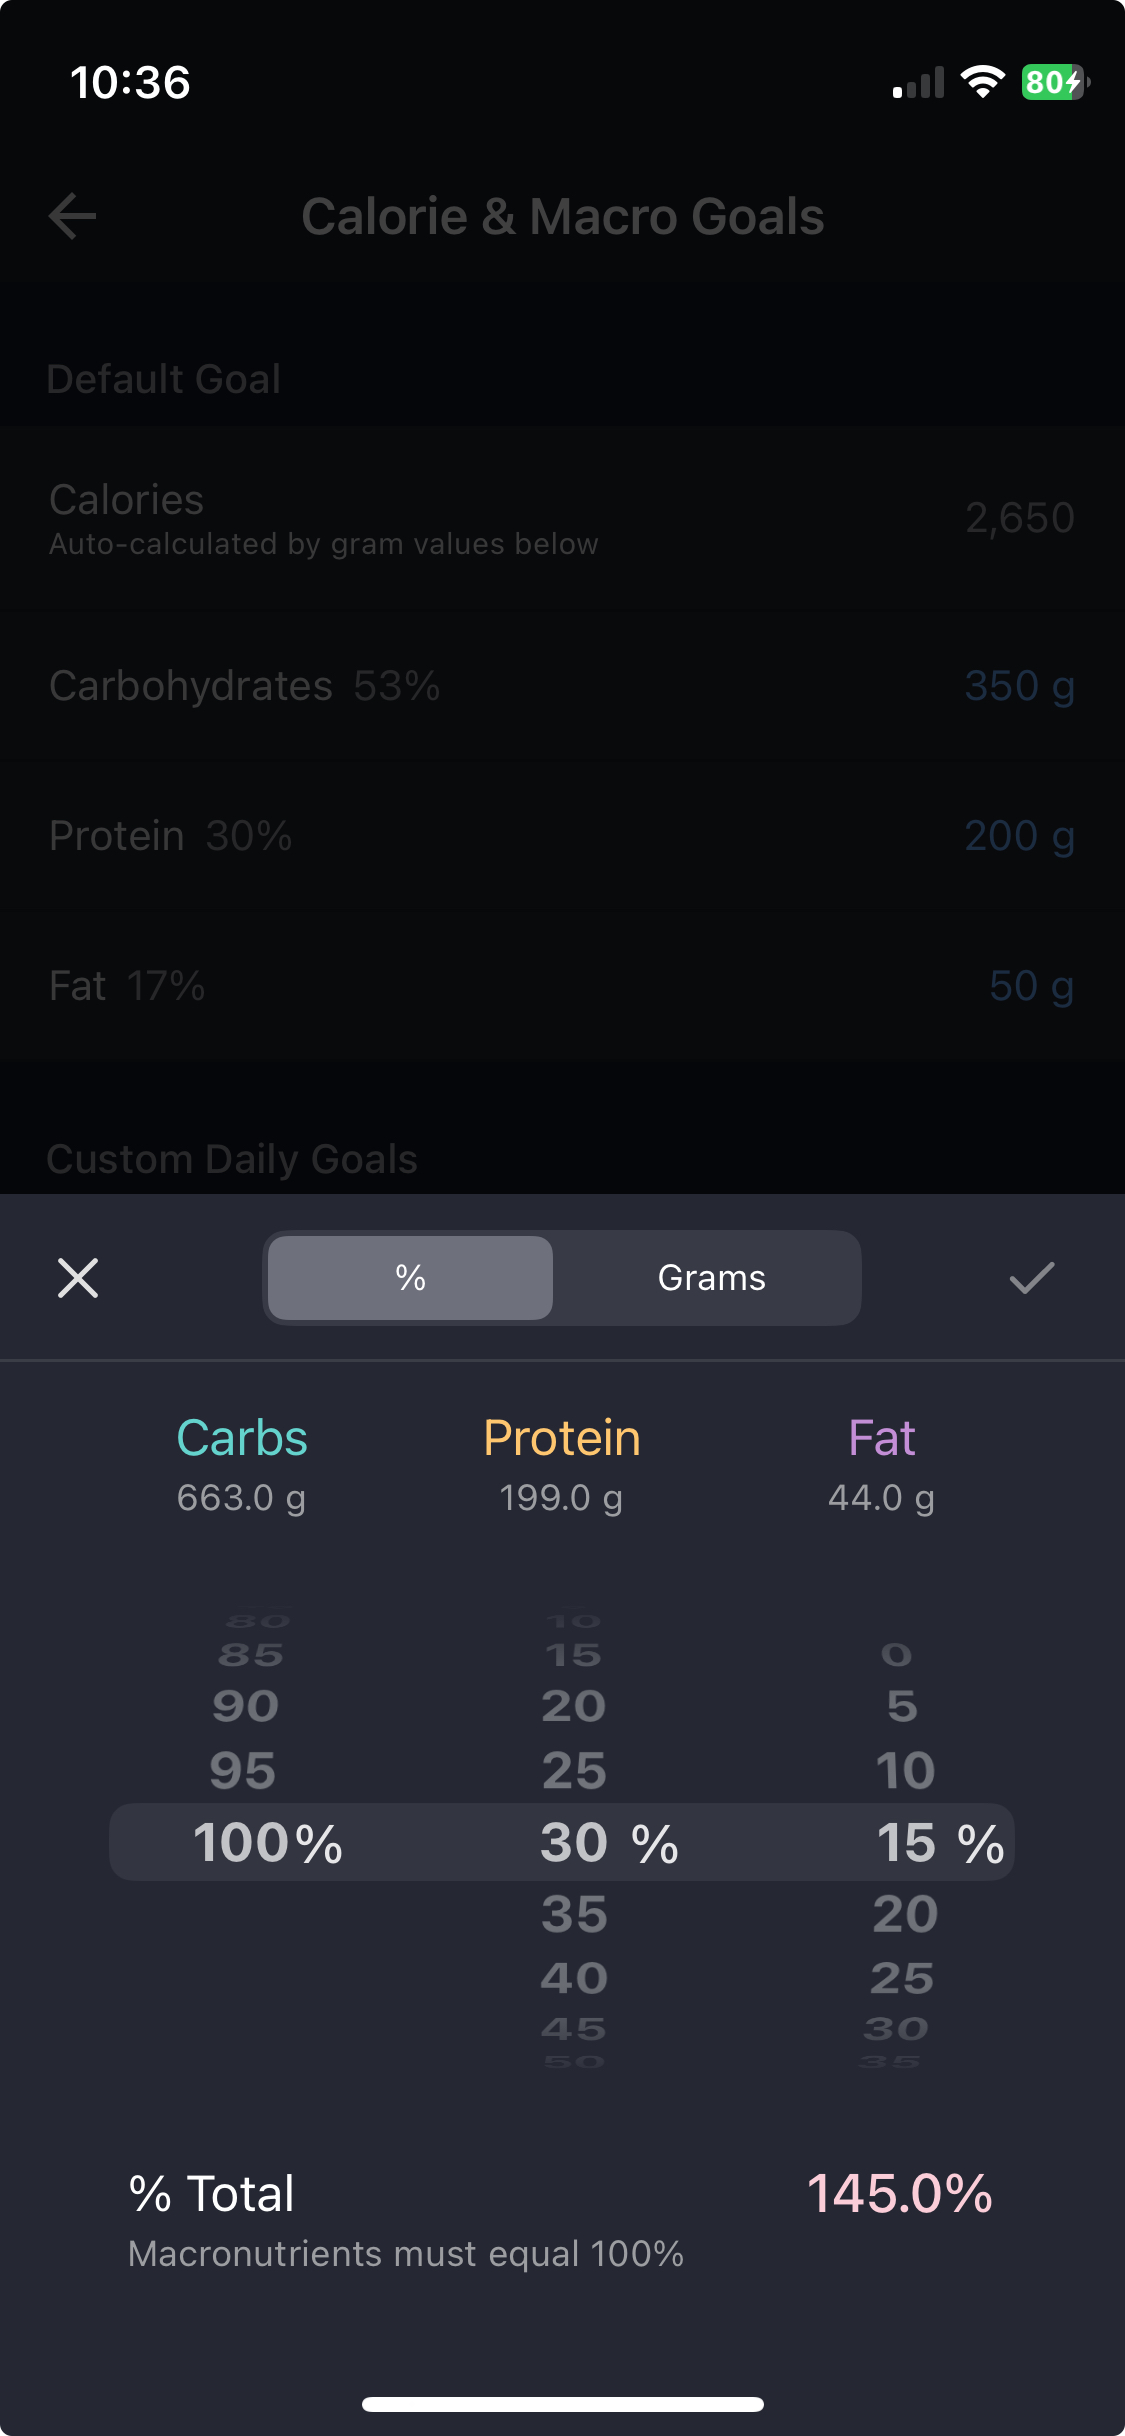 10:36
80
Calorie & Macro Goals
Default Goal
Calories
2,650
Auto-calculated by gram values below
Carbohydrates 53%
350 g
Protein 30%
200 g
Fat 17%
50 g
Custom Daily Goals
%
Grams
Carbs
Protein
Fat
663.0 g
199.0 g
44.0 g
80
10
85
15
0
90
20
5
95
25
10
100%
30 %
15 %
35
20
40
25
45
30
50
35
% Total
145.0%
Macronutrients must equal 100%